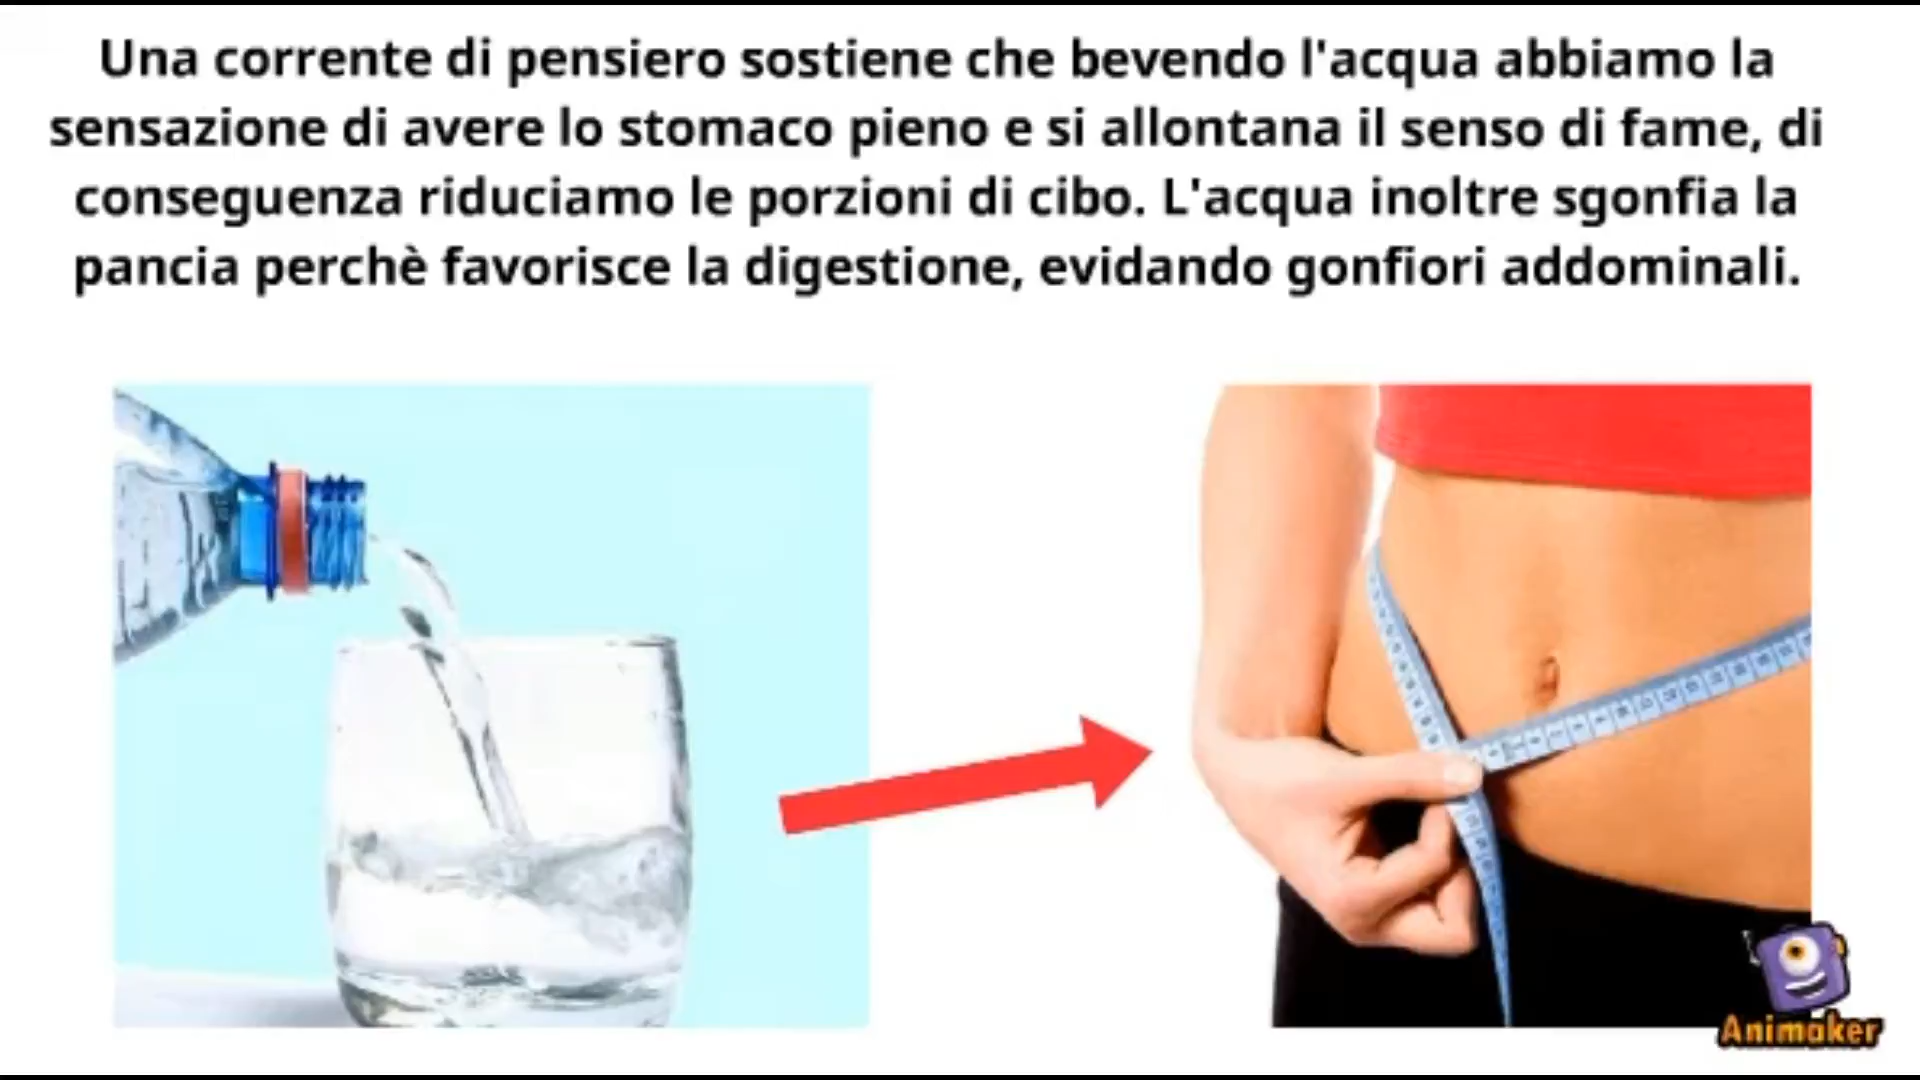 Una corrente di pensiero sostiene che bevendo l'acqua abbiamo la
sensazione di avere lo stomaco pieno e si allontana il senso di fame, di
conseguenza riduciamo le porzioni di cibo. L'acqua inoltre sgonfia la
pancia perchè favorisce la digestione, evidando gonfiori addominali.
Animaker